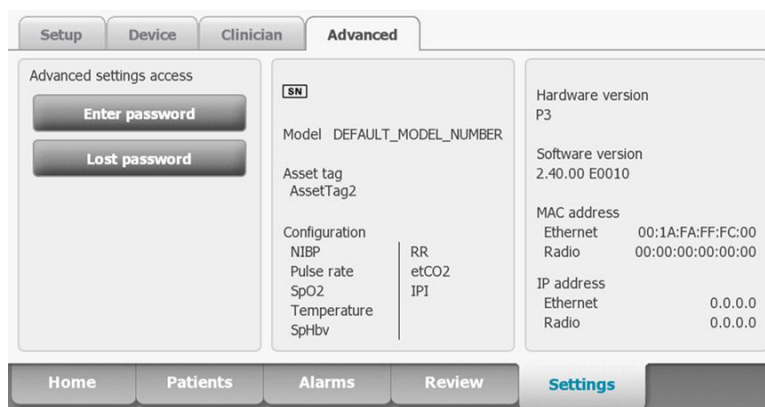 Setup Device Clinician Advanced
Advanced settings access
Enter password
Lost password
SN
Model DEFAULT_MODEL_NUMBER
Asset tag
AssetTag2
Configuration
NIBP
Pulse rate
SpO2
Temperature
SpHbv
RR
etCO2
IPI
Hardware version
P3
Software version
2.40.00 E0010
MAC address
Ethernet 00:1A:FA:FF:FC:00
Radio 00:00:00:00:00:00
IP address
Ethernet 0.0.0.0
Radio 0.0.0.0
Home Patients Alarms Review Settings